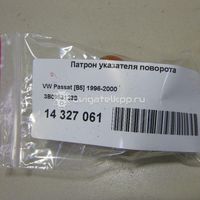 Патрон указателя поворота
VW Passat [B5] 1996-2000
14 327 061